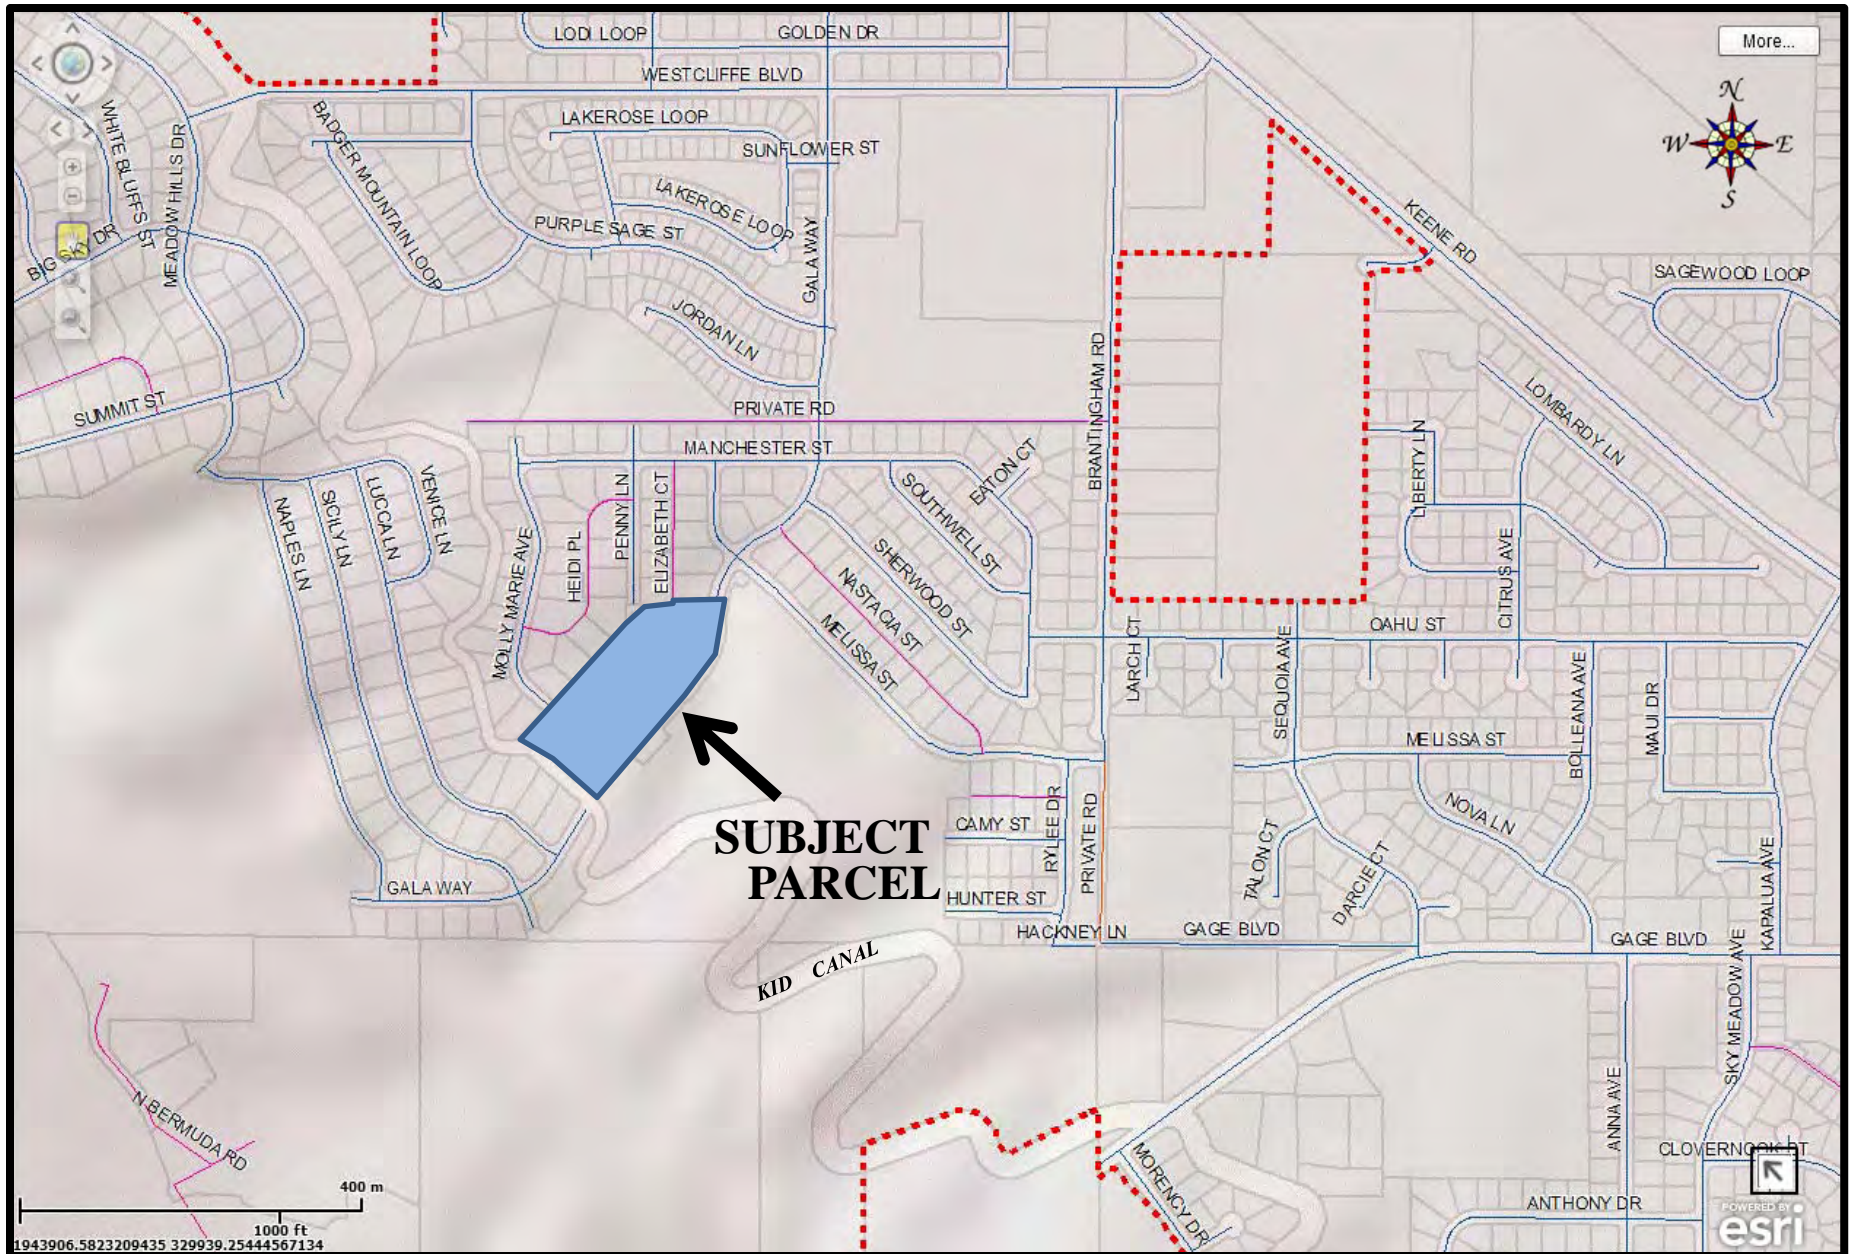 LODI LOOP
GOLDEN DR
More...
WESTCLIFFE BLVD
N
W E
S
WHITE BLUFFS ST
MEADOW HILLS DR
BADGER MOUNTAIN LOOP
LAKEROSE LOOP
SUNFLOWER ST
LAKEROSE LOOP
PURPLE SAGE ST
GALA WAY
KEENE RD
BIG SKY DR
SAGEWOOD LOOP
JORDAN LN
BRANTINGHAM RD
SUMMIT ST
PRIVATE RD
LOMBARDY LN
MANCHESTER ST
EATON CT
LIBERTY LN
NAPLES LN
SICILY LN
LUCCA LN
VENICE LN
MOLLY MARIE AVE
HEIDI PL
PENNY LN
ELIZABETH CT
SOUTHWELL ST
SHERWOOD ST
NASTACIA ST
MELISSA ST
CITRUS AVE
OAHU ST
LARCH CT
SEQUOIA AVE
BOLLEANA AVE
MAUI DR
MELISSA ST
SUBJECT
PARCEL
CAMY ST
RYLEE DR
PRIVATE RD
NOVA LN
TALON CT
DARCIE CT
KAPALUA AVE
GALA WAY
HUNTER ST
HACKNEY LN
GAGE BLVD
GAGE BLVD
KID CANAL
SKY MEADOW AVE
N BERMUDA RD
ANNA AVE
MORENCY DR
CLOVERNOOK ST
400 m
ANTHONY DR
1000 ft
POWERED BY
esri
1943906.5823209435 329939.25444567134